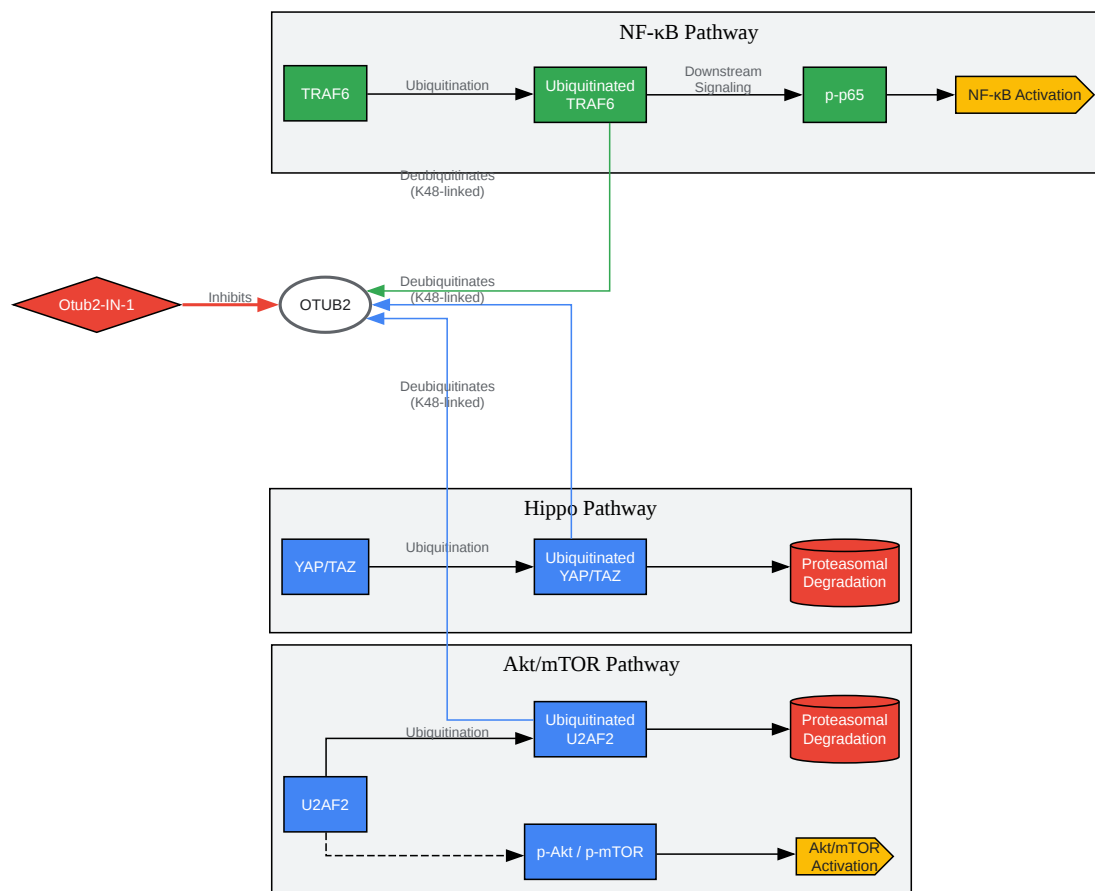 NF-κB Pathway
TRAF6
Ubiquitination
Ubiquitinated
TRAF6
Downstream
Signaling
p-p65
NF-κB Activation
Deubiquitinates
(K48-linked)
Otub2-IN-1
Inhibits
OTUB2
Deubiquitinates
(K48-linked)
Deubiquitinates
(K48-linked)
Hippo Pathway
YAP/TAZ
Ubiquitination
Ubiquitinated
YAP/TAZ
Proteasomal
Degradation
Akt/mTOR Pathway
Ubiquitination
Ubiquitinated
U2AF2
Proteasomal
Degradation
U2AF2
p-Akt / p-mTOR
Akt/mTOR
Activation